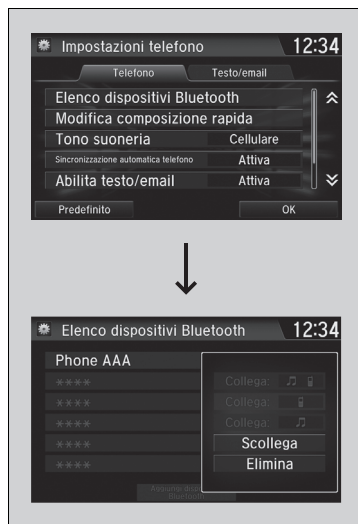 Impostazioni telefono 12:34
Telefono Testo/email
Elenco dispositivi Bluetooth
Modifica composizione rapida
Tono suoneria Cellulare
Sincronizzazione automatica telefono Attiva
Abilita testo/email Attiva
Predefinito OK
Elenco dispositivi Bluetooth 12:34
Phone AAA
**** Collega:
**** Collega:
**** Collega:
**** Scollega
**** Elimina
Bluetooth